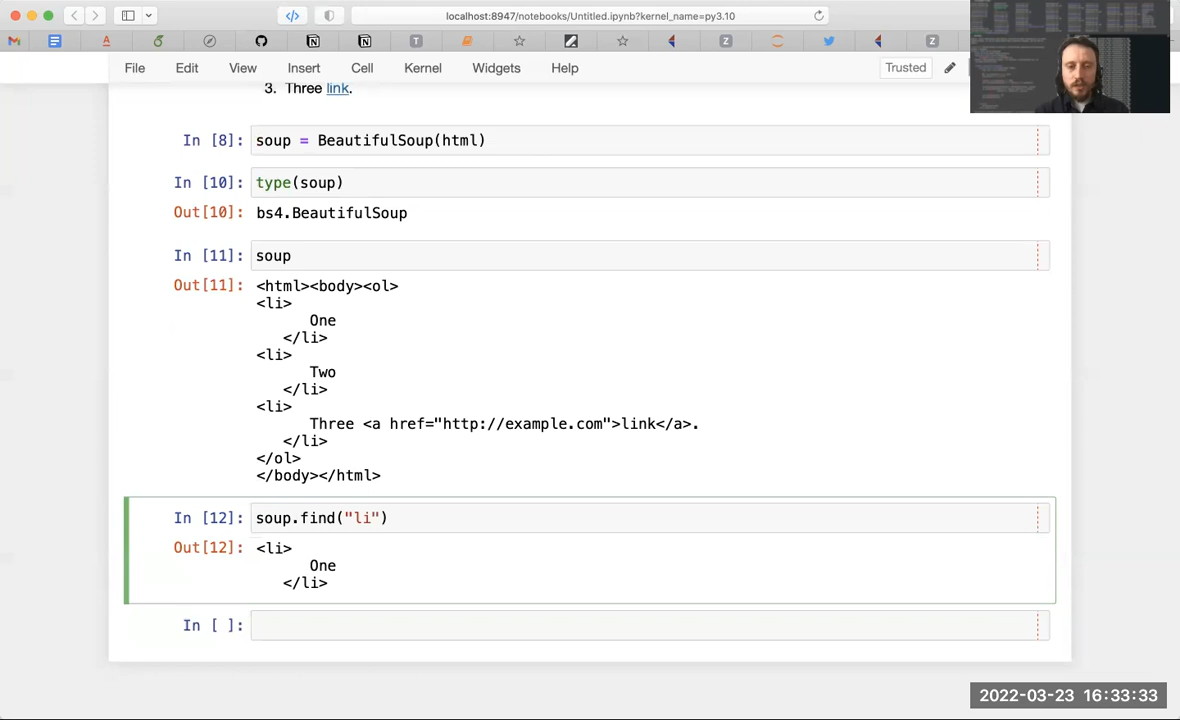 localhost:8947/notebooks/Untitled.ipynb?kernel_name=py3.10
File Edit View Insert Cell Kernel Widgets Help Trusted
3. Three link.
In [8]: soup = BeautifulSoup(html)
In [10]: type(soup)
Out[10]: bs4.BeautifulSoup
In [11]: soup
Out[11]: <html><body><ol>
<li>
One
</li>
<li>
Two
</li>
<li>
Three <a href="http://example.com">link</a>.
</li>
</ol>
</body></html>
In [12]: soup.find("li")
Out[12]: <li>
One
</li>
In [ ]:
2022-03-23 16:33:33